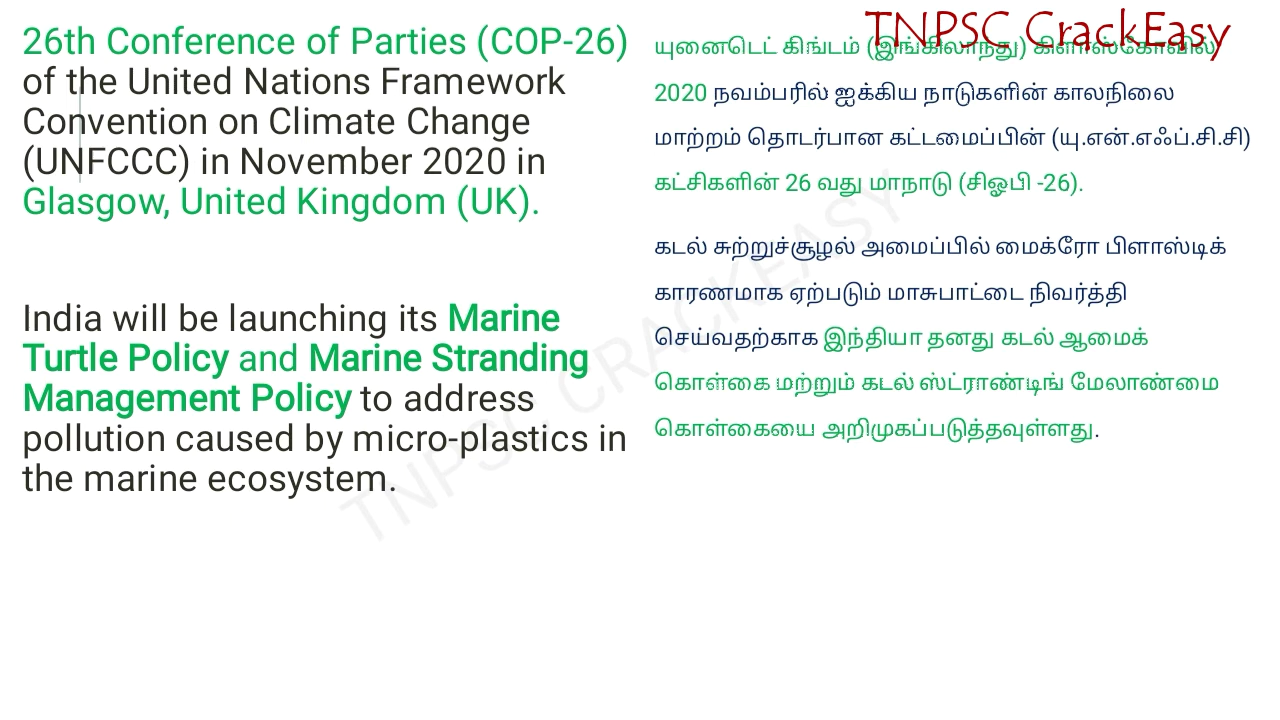 TNPSC CrackEasy
26th Conference of Parties (COP-26)
of the United Nations Framework
Convention on Climate Change
(UNFCCC) in November 2020 in
Glasgow, United Kingdom (UK).
India will be launching its Marine
Turtle Policy and Marine Stranding
Management Policy to address
pollution caused by micro-plastics in
the marine ecosystem.
யுனைடெட் கிங்டம் (இங்கிலாந்து) கிளாஸ்கோவில்
2020 நவம்பரில் ஐக்கிய நாடுகளின் காலநிலை
மாற்றம் தொடர்பான கட்டமைப்பின் (யு.என்.எஃப்.சி.சி)
கட்சிகளின் 26 வது மாநாடு (சிஓபி -26).
கடல் சுற்றுச்சூழல் அமைப்பில் மைக்ரோ பிளாஸ்டிக்
காரணமாக ஏற்படும் மாசுபாட்டை நிவர்த்தி
செய்வதற்காக இந்தியா தனது கடல் ஆமைக்
கொள்கை மற்றும் கடல் ஸ்ட்ராண்டிங் மேலாண்மை
கொள்கையை அறிமுகப்படுத்தவுள்ளது.
TNPSC CRACKEASY